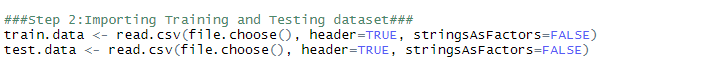 ###Step 2:Importing Training and Testing dataset###
train.data <- read.csv(file.choose(), header=TRUE, stringsAsFactors=FALSE)
test.data <- read.csv(file.choose(), header=TRUE, stringsAsFactors=FALSE)